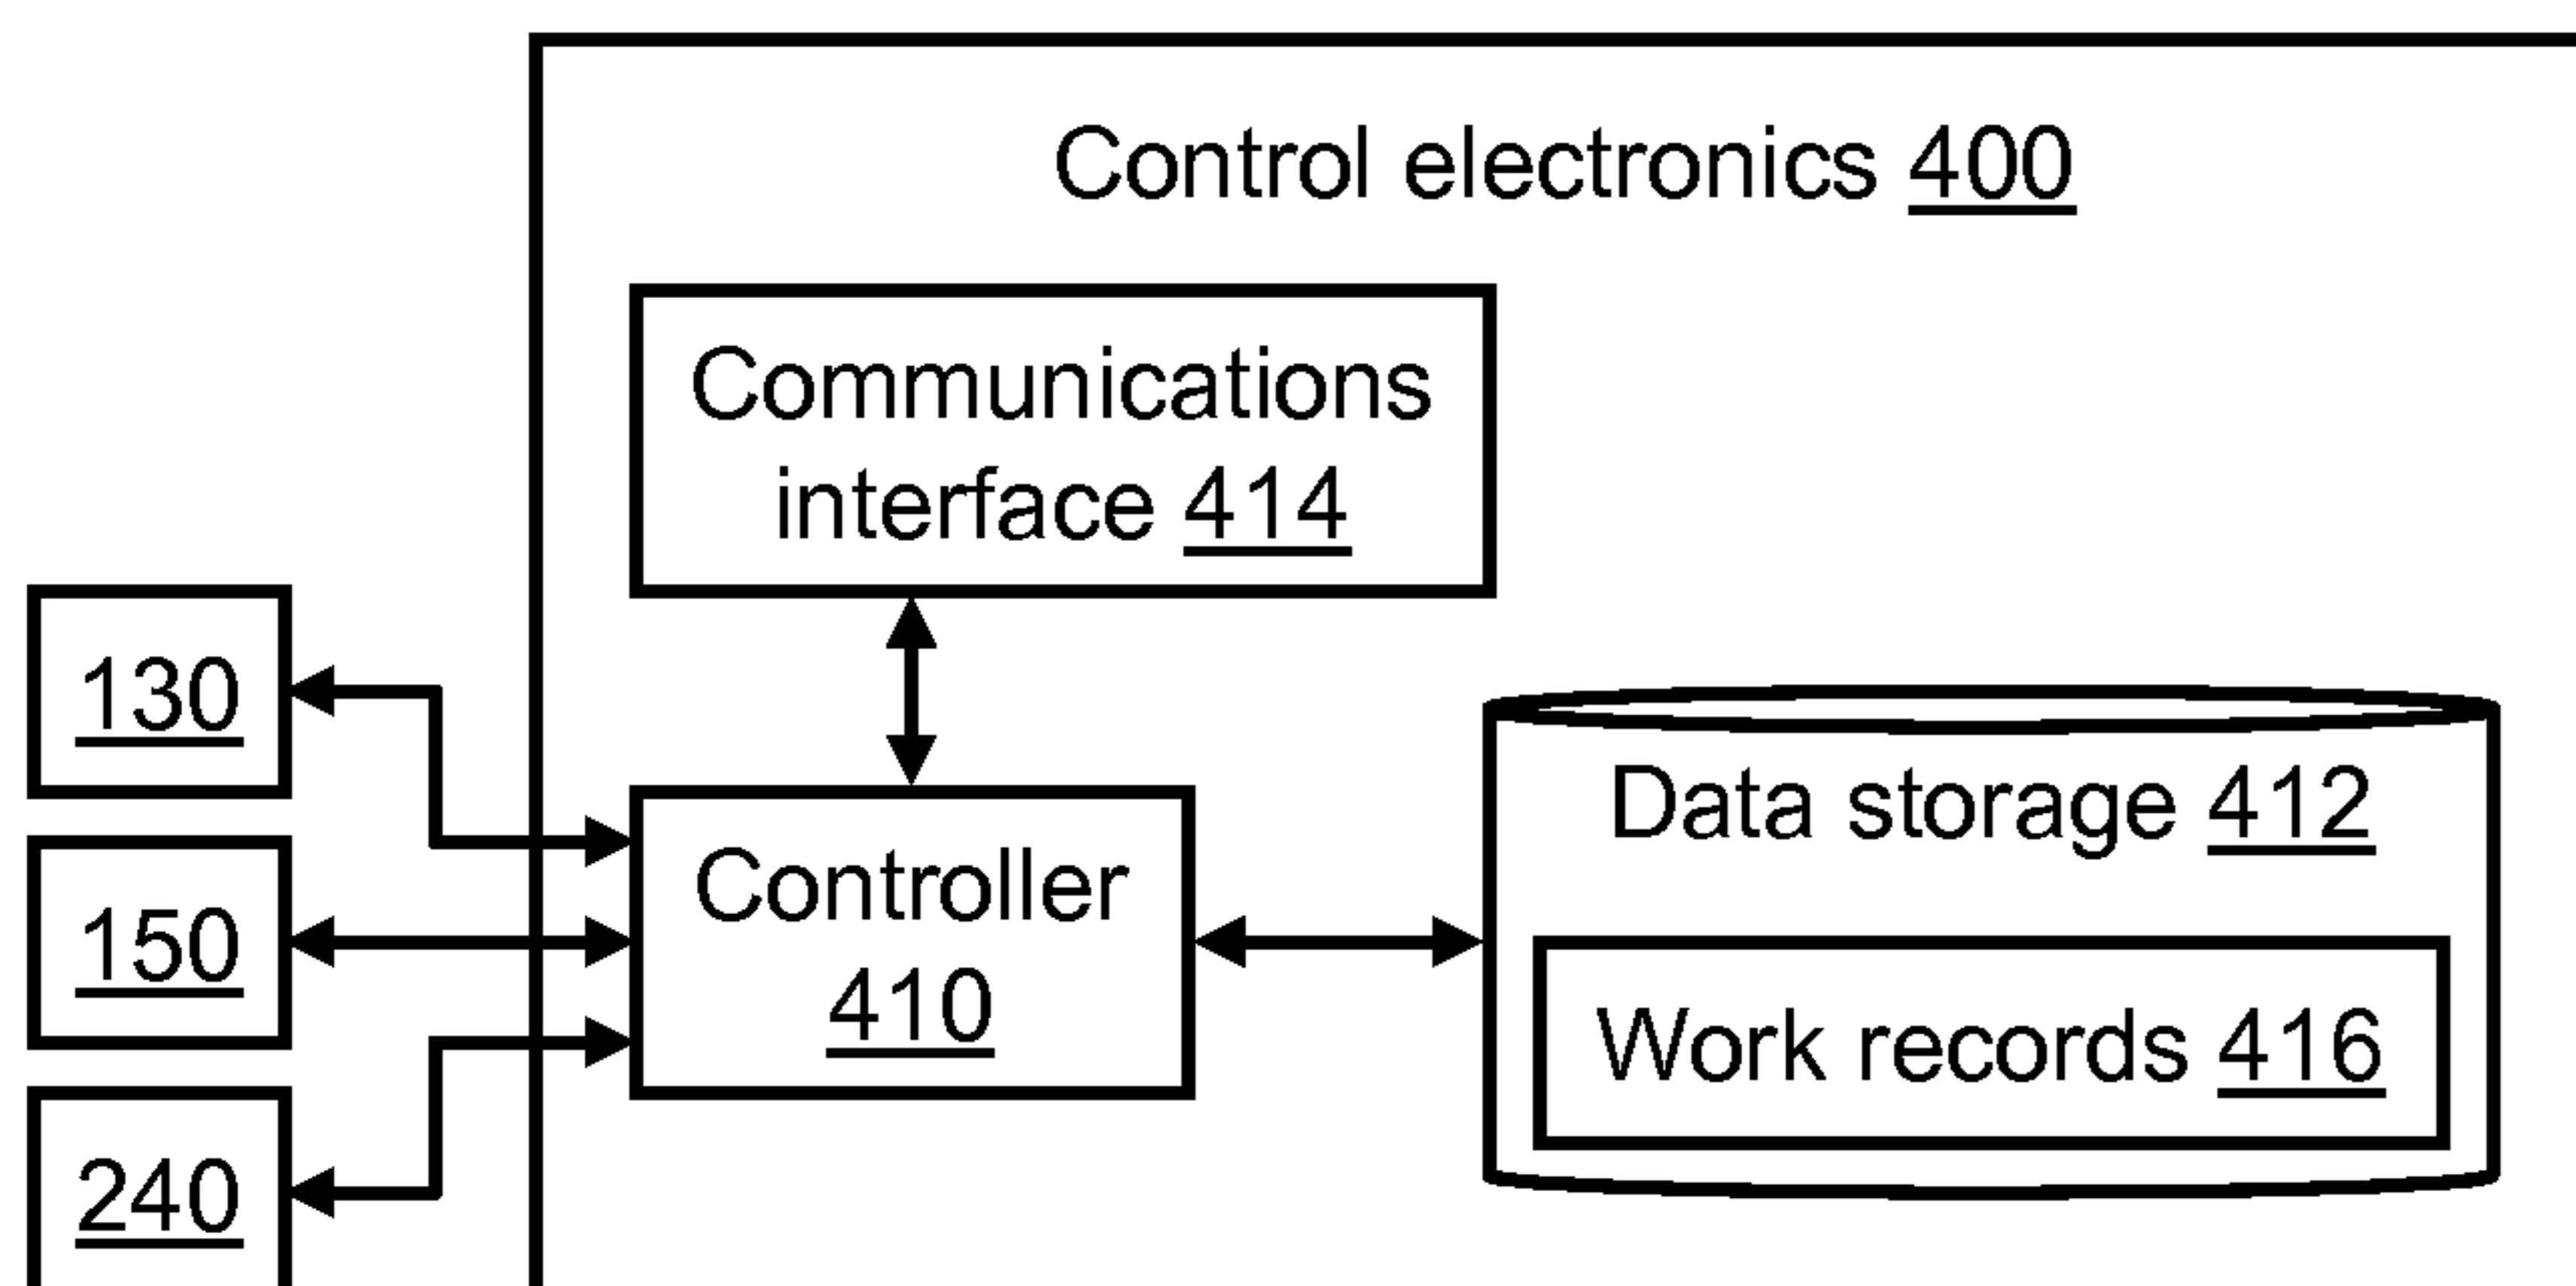 Control electronics 400
Communications
interface 414
130
150
240
Controller
410
Data storage 412
Work records 416